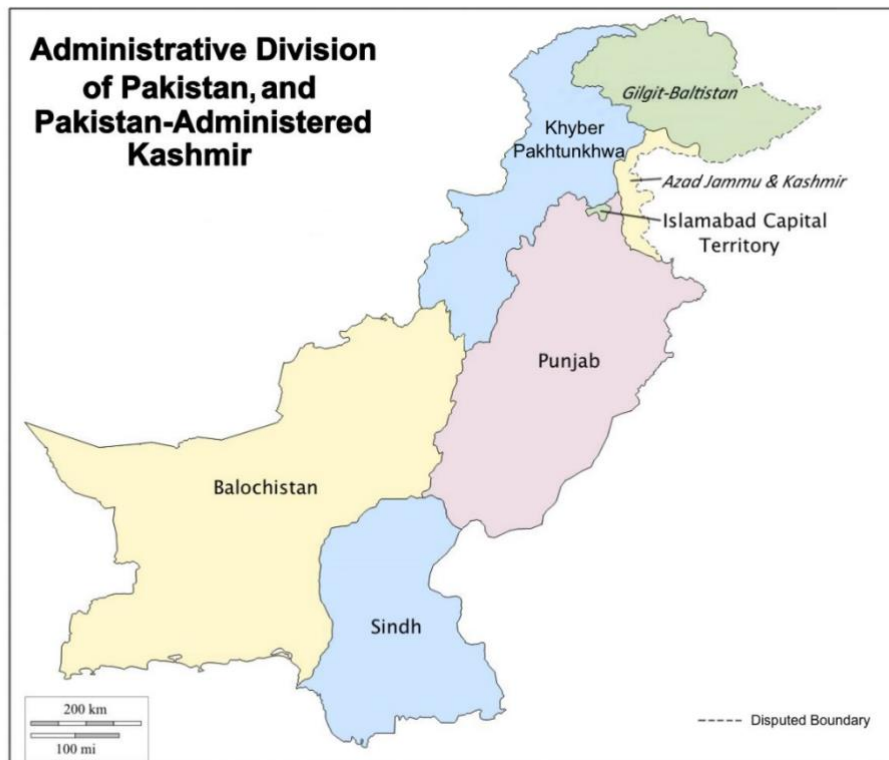 Administrative Division
of Pakistan, and
Pakistan-Administered
Kashmir
Gilgit-Baltistan
Khyber
Pakhtunkhwa
Azad Jammu & Kashmir
Islamabad Capital
Territory
Punjab
Balochistan
Sindh
200 km
100 mi
Disputed Boundary